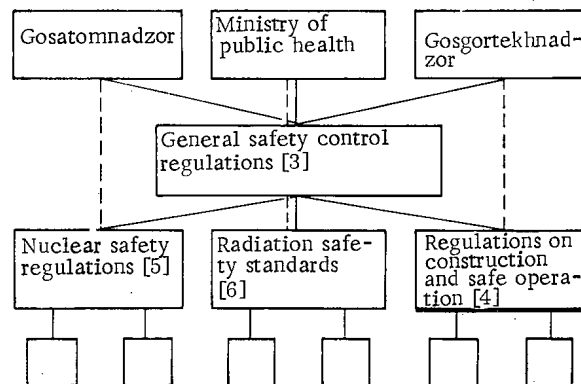 Gosatomnadzor
Ministry of
public health
Gosgortekhnad-
zor
General safety control
regulations [3]
Nuclear safety
regulations [5]
Radiation safe-
ty standards
[6]
Regulations on
construction
and safe opera-
tion [4]